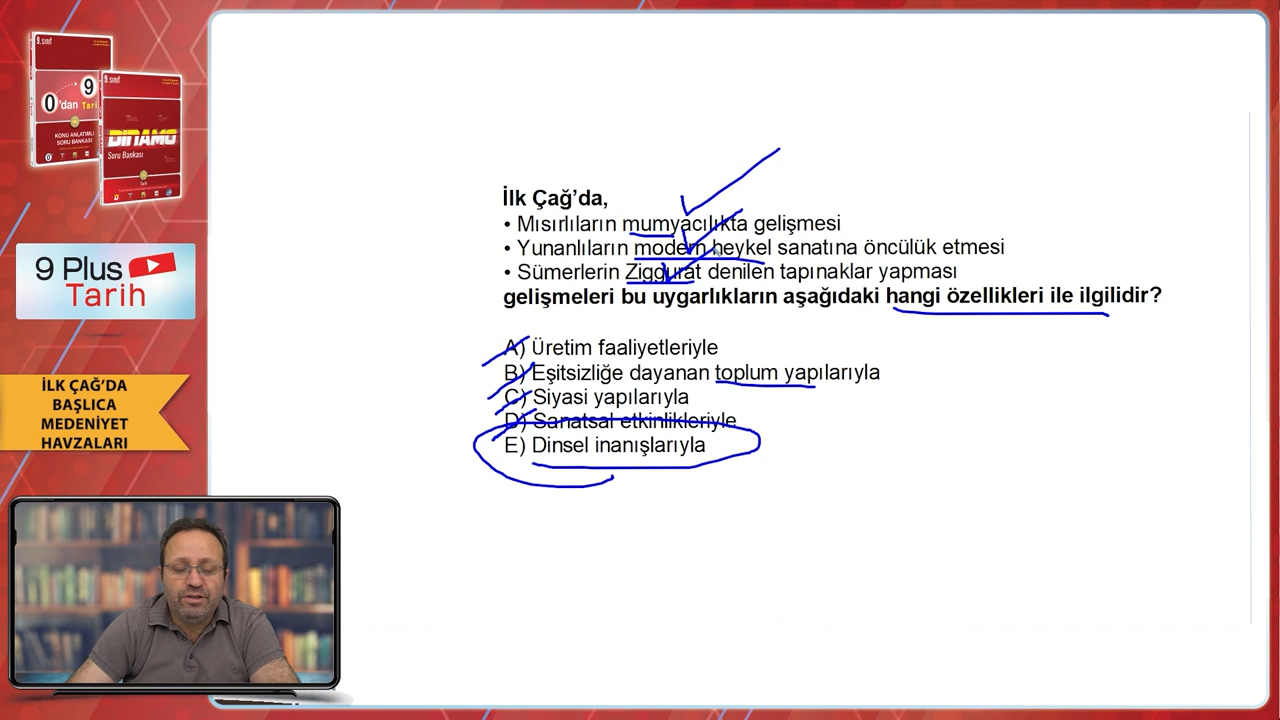 9.sınıf
0'dan 9
Tarih
KONU ANLATIMLI
SORU BANKASI
9.sınıf
DINAMO
Soru Bankası
Tarih
9 Plus
Tarih
İLK ÇAĞ'DA
BAŞLICA
MEDENİYET
HAVZALARI
İlk Çağ'da,
• Mısırlıların mumyacılıkta gelişmesi
• Yunanlıların modern heykel sanatına öncülük etmesi
• Sümerlerin Ziggurat denilen tapınaklar yapması
gelişmeleri bu uygarlıkların aşağıdaki hangi özellikleri ile ilgilidir?
A) Üretim faaliyetleriyle
B) Eşitsizliğe dayanan toplum yapılarıyla
C) Siyasi yapılarıyla
D) Sanatsal etkinlikleriyle
E) Dinsel inanışlarıyla